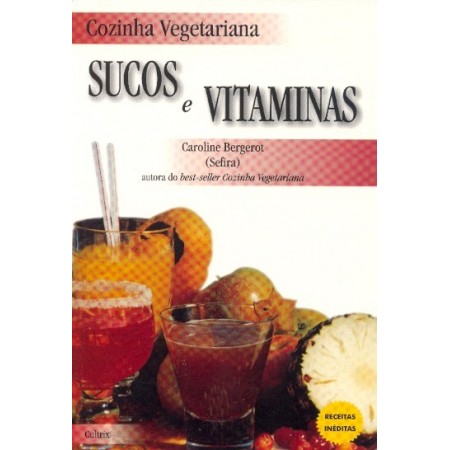 Cozinha Vegetariana
SUCOS e VITAMINAS
Caroline Bergerot
(Sefira)
autora do best-seller Cozinha Vegetariana
RECEITAS
INÉDITAS
Cultrix